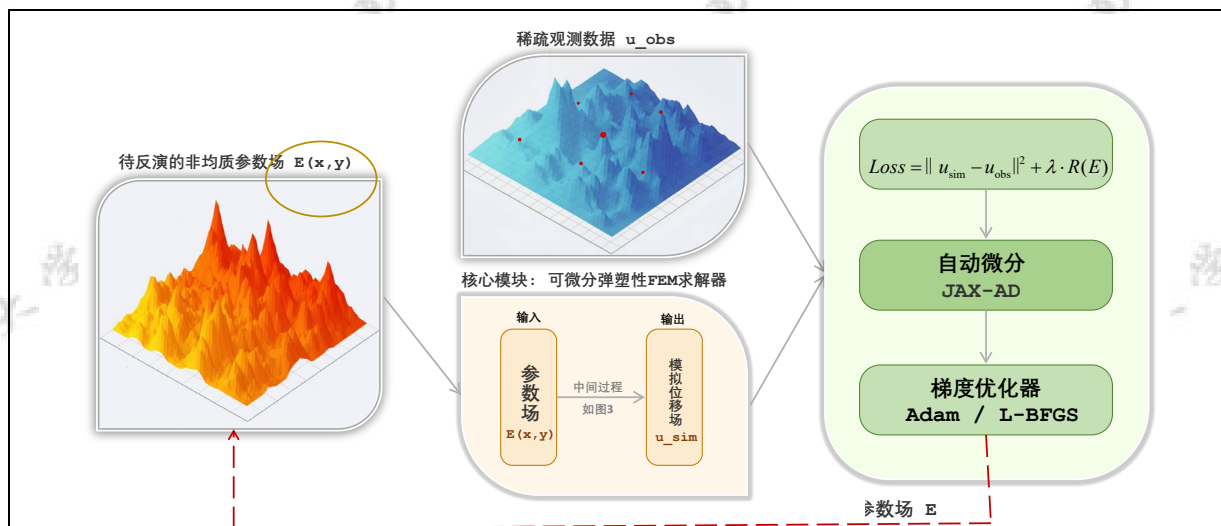 稀疏观测数据 u_obs
待反演的非均质参数场 E(x,y)
核心模块: 可微分弹塑性FEM求解器
输入
输出
参数场
E(x,y)
中间过程
如图3
模拟位移场
u_sim
Loss=|| u_sim − u_obs||² + λ·R(E)
自动微分
JAX-AD
梯度优化器
Adam / L-BFGS
参数场 E